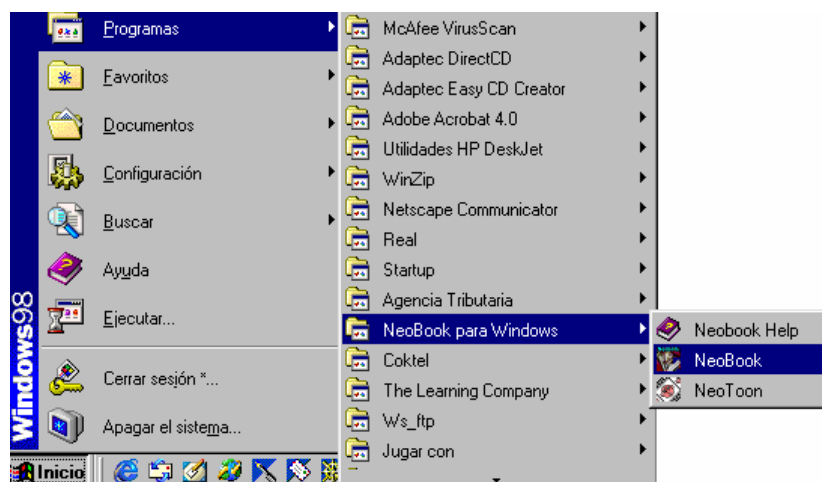 Programas
Favoritos
Documentos
Configuración
Buscar
Ayuda
Ejecutar...
Cerrar sesión *...
Apagar el sistema...
Windows98
Inicio
McAfee VirusScan
Adaptec DirectCD
Adaptec Easy CD Creator
Adobe Acrobat 4.0
Utilidades HP DeskJet
WinZip
Netscape Communicator
Real
Startup
Agencia Tributaria
NeoBook para Windows
Coktel
The Learning Company
Ws_ftp
Jugar con
Neobook Help
NeoBook
NeoToon